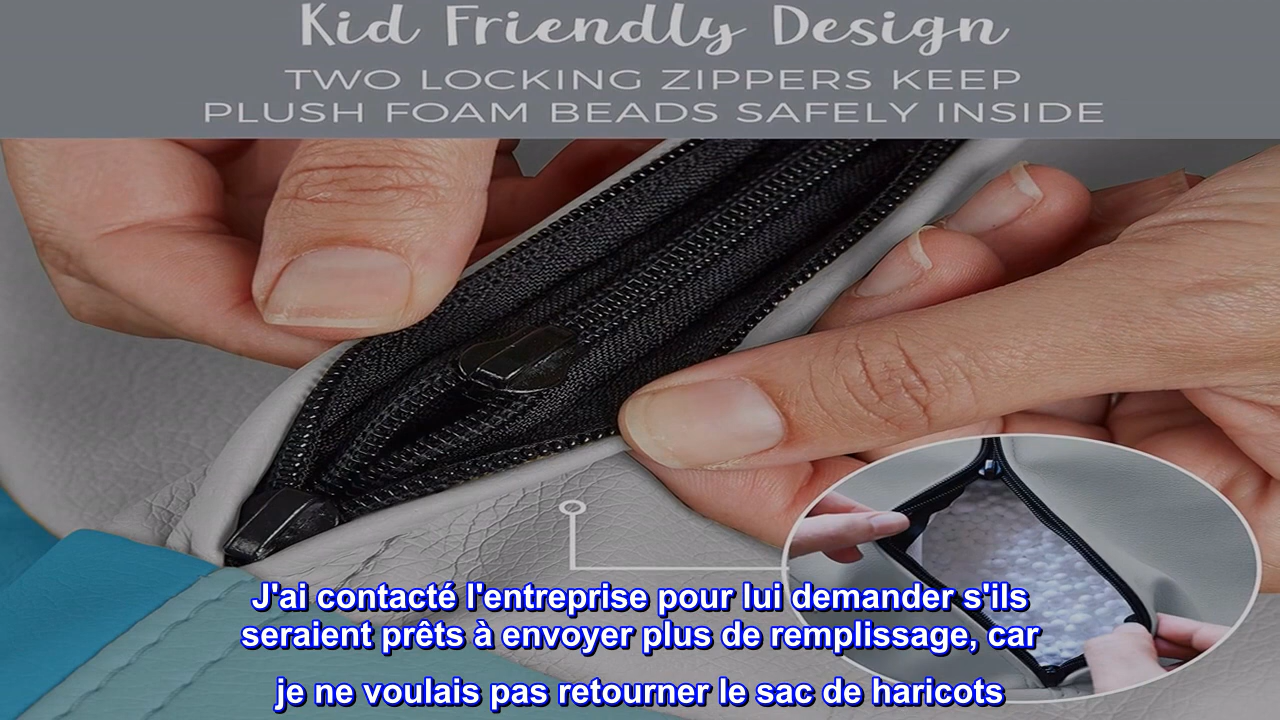 Kid Friendly Design
TWO LOCKING ZIPPERS KEEP
PLUSH FOAM BEADS SAFELY INSIDE
J'ai contacté l'entreprise pour lui demander s'ils
seraient prêts à envoyer plus de remplissage, car
je ne voulais pas retourner le sac de haricots